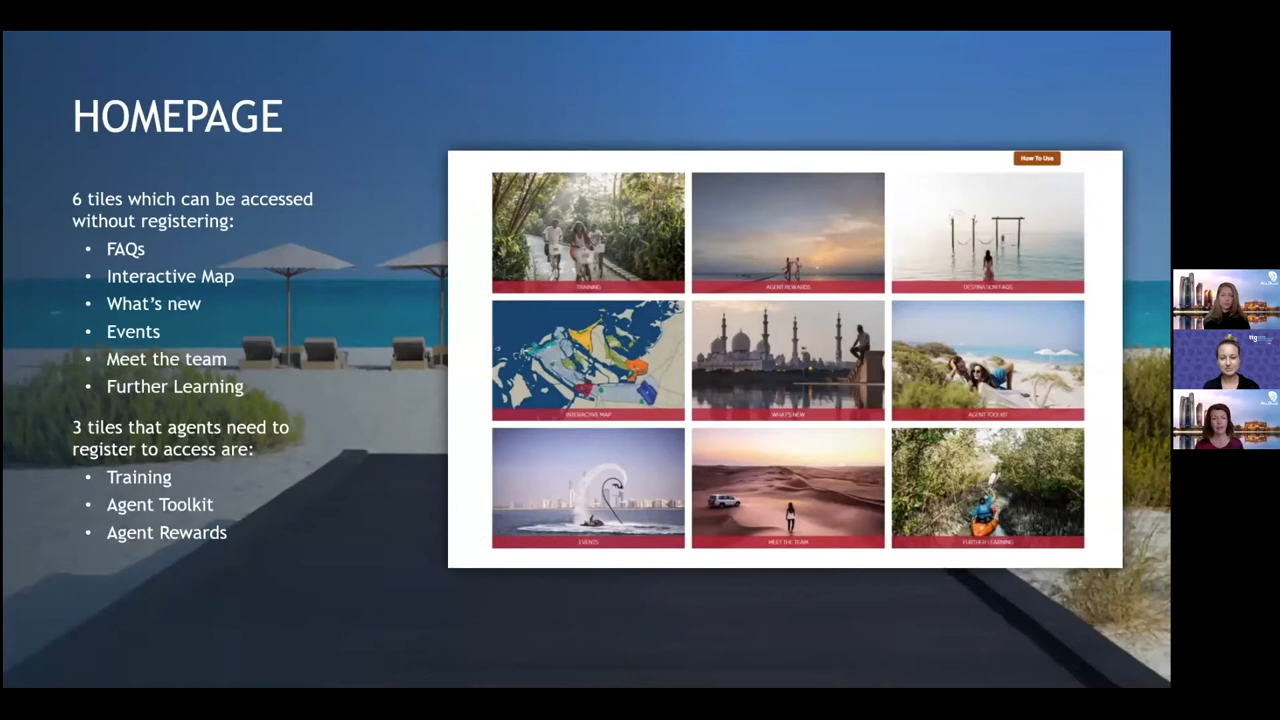 HOMEPAGE
6 tiles which can be accessed
without registering:
• FAQs
• Interactive Map
• What's new
• Events
• Meet the team
• Further Learning
3 tiles that agents need to
register to access are:
• Training
• Agent Toolkit
• Agent Rewards
How To Use
TRAINING
AGENT REWARDS
DESTINATION FAQS
INTERACTIVE MAP
WHAT'S NEW
AGENT TOOLKIT
EVENTS
MEET THE TEAM
FURTHER LEARNING
ttg